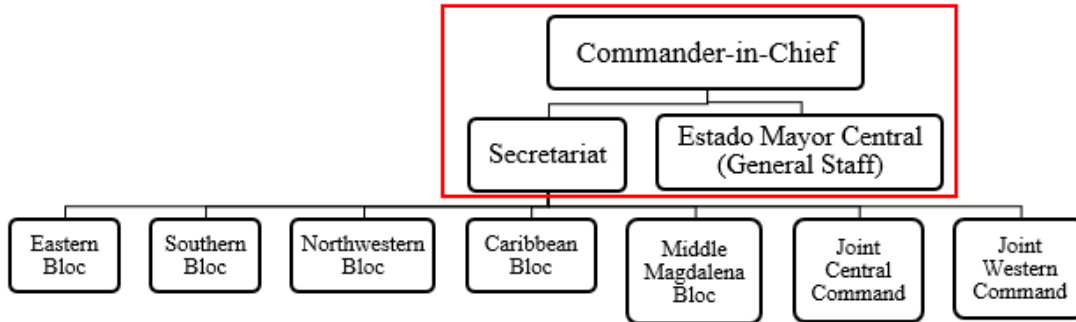 Commander-in-Chief
Secretariat
Estado Mayor Central
(General Staff)
Eastern
Bloc
Southern
Bloc
Northwestern
Bloc
Caribbean
Bloc
Middle
Magdalena
Bloc
Joint
Central
Command
Joint
Western
Command